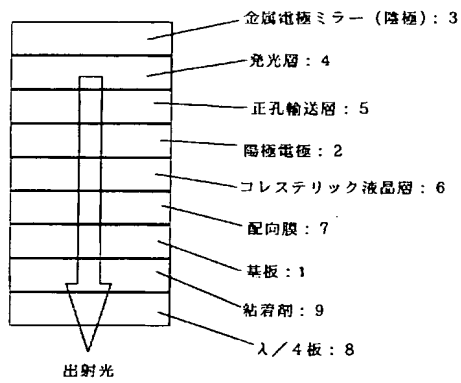 金属電極ミラー（陰極）：3
発光層：4
正孔輸送層：5
陽極電極：2
コレステリック液晶層：6
配向膜：7
基板：1
粘着剤：9
λ／4板：8
出射光